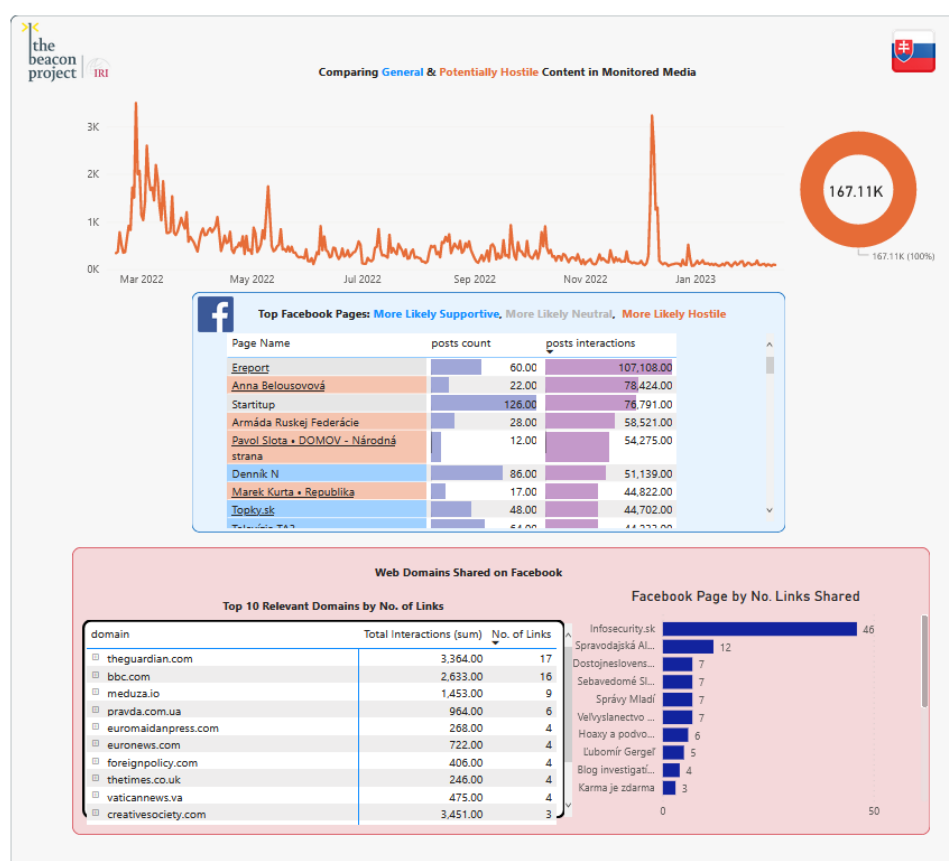 the
beacon
project
IRI
Comparing General & Potentially Hostile Content in Monitored Media
3K
2K
1K
0K
Mar 2022 May 2022 Jul 2022 Sep 2022 Nov 2022 Jan 2023
167.11K
167.11K (100%)
Top Facebook Pages: More Likely Supportive, More Likely Neutral, More Likely Hostile
Page Name posts count posts interactions
Ereport 60.00 107,108.00
Anna Belousovová 22.00 78,424.00
Startitup 126.00 76,791.00
Armáda Ruskej Federácie 28.00 58,521.00
Pavol Slota • DOMOV - Národná 12.00 54,275.00
strana
Denník N 86.00 51,139.00
Marek Kurta • Republika 17.00 44,822.00
Topky.sk 48.00 44,702.00
Televízia TA3 64.00
Web Domains Shared on Facebook
Top 10 Relevant Domains by No. of Links
domain Total Interactions (sum) No. of Links
theguardian.com 3,364.00 17
bbc.com 2,633.00 16
meduza.io 1,453.00 9
pravda.com.ua 964.00 6
euromaidanpress.com 268.00 4
euronews.com 722.00 4
foreignpolicy.com 406.00 4
thetimes.co.uk 246.00 4
vaticannews.va 475.00 4
creativesociety.com 3,451.00 3
Facebook Page by No. Links Shared
Infosecurity.sk 46
Spravodajská Al... 12
Dostojneslovens... 7
Sebavedomé Sl... 7
Správy Mladí 7
Veľvyslanectvo ... 7
Hoaxy a podvo... 6
Ľubomír Gergeľ 5
Blog investigatí... 4
Karma je zdarma 3
0 50